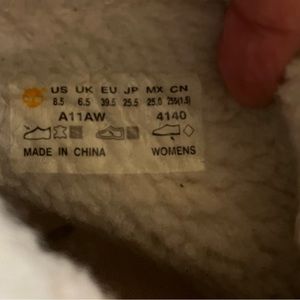 US UK EU JP MX CN
8.5 6.5 39.5 25.5 25.0 255(1.5)
A11AW 4140
MADE IN CHINA WOMENS